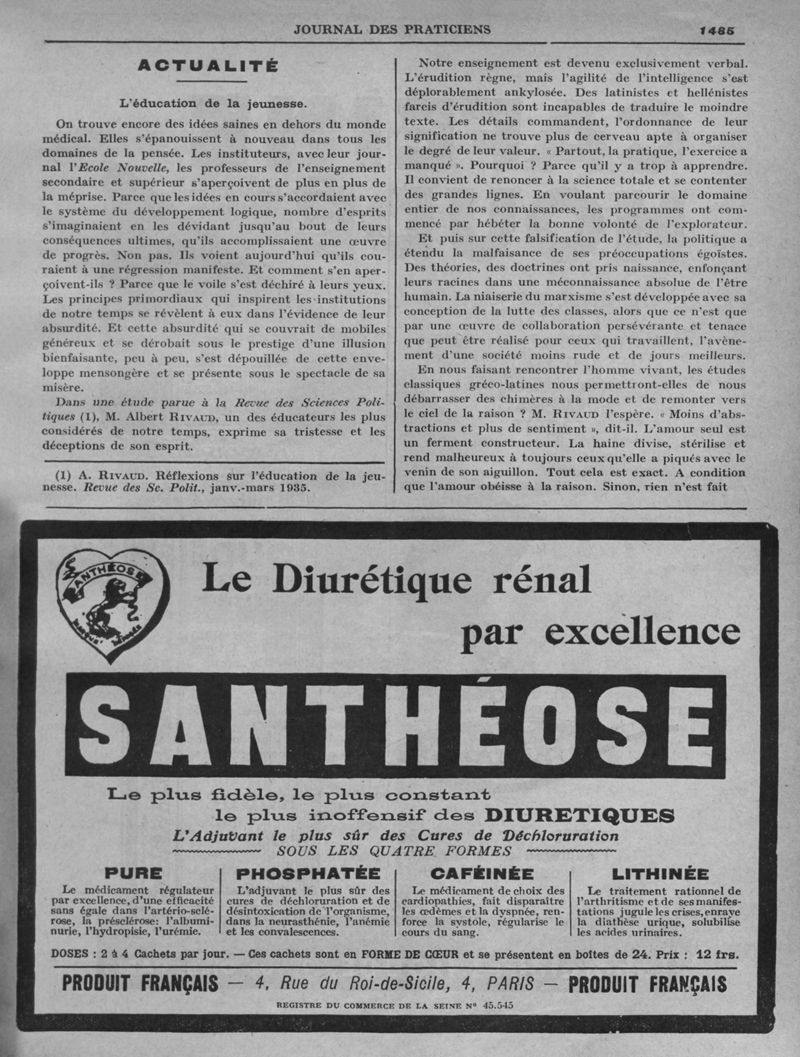 JOURNAL DES PRATICIENS 1485
ACTUALITÉ
L'éducation de la jeunesse.
On trouve encore des idées saines en dehors du monde
médical. Elles s'épanouissent à nouveau dans tous les
domaines de la pensée. Les instituteurs, avec leur jour-
nal l'Ecole Nouvelle, les professeurs de l'enseignement
secondaire et supérieur s'aperçoivent de plus en plus de
la méprise. Parce que les idées en cours s'accordaient avec
le système du développement logique, nombre d'esprits
s'imaginaient en les dévidant jusqu'au bout de leurs
conséquences ultimes, qu'ils accomplissaient une œuvre
de progrès. Non pas. Ils voient aujourd'hui qu'ils cou-
raient à une régression manifeste. Et comment s'en aper-
çoivent-ils ? Parce que le voile s'est déchiré à leurs yeux.
Les principes primordiaux qui inspirent les institutions
de notre temps se révèlent à eux dans l'évidence de leur
absurdité. Et cette absurdité qui se couvrait de mobiles
généreux et se dérobait sous le prestige d'une illusion
bienfaisante, peu à peu, s'est dépouillée de cette enve-
loppe mensongère et se présente sous le spectacle de sa
misère.
Dans une étude parue à la Revue des Sciences Poli-
tiques (1), M. Albert RIVAUD, un des éducateurs les plus
considérés de notre temps, exprime sa tristesse et les
déceptions de son esprit.
(1) A. RIVAUD. Réflexions sur l'éducation de la jeu-
nesse. Revue des Sc. Polit., janv.-mars 1935.
Notre enseignement est devenu exclusivement verbal.
L'érudition règne, mais l'agilité de l'intelligence s'est
déplorablement ankylosée. Des latinistes et hellénistes
farcis d'érudition sont incapables de traduire le moindre
texte. Les détails commandent, l'ordonnance de leur
signification ne trouve plus de cerveau apte à organiser
le degré de leur valeur. « Partout, la pratique, l'exercice a
manqué ». Pourquoi ? Parce qu'il y a trop à apprendre.
Il convient de renoncer à la science totale et se contenter
des grandes lignes. En voulant parcourir le domaine
entier de nos connaissances, les programmes ont com-
mencé par hébéter la bonne volonté de l'explorateur.
Et puis sur cette falsification de l'étude, la politique a
étendu la malfaisance de ses préoccupations égoïstes.
Des théories, des doctrines ont pris naissance, enfonçant
leurs racines dans une méconnaissance absolue de l'être
humain. La niaiserie du marxisme s'est développée avec sa
conception de la lutte des classes, alors que ce n'est que
par une œuvre de collaboration persévérante et tenace
que peut être réalisé pour ceux qui travaillent, l'avène-
ment d'une société moins rude et de jours meilleurs.
En nous faisant rencontrer l'homme vivant, les études
classiques gréco-latines nous permettront-elles de nous
débarrasser des chimères à la mode et de remonter vers
le ciel de la raison ? M. RIVAUD l'espère. « Moins d'abs-
tractions et plus de sentiment », dit-il. L'amour seul est
un ferment constructeur. La haine divise, stérilise et
rend malheureux à toujours ceux qu'elle a piqués avec le
venin de son aiguillon. Tout cela est exact. A condition
que l'amour obéisse à la raison. Sinon, rien n'est fait
SANTHÉOSE
Le Diurétique rénal
par excellence
SANTHÉOSE
Le plus fidèle, le plus constant
le plus inoffensif des DIURETIQUES
L'Adjuvant le plus sûr des Cures de Déchloruration
SOUS LES QUATRE FORMES
PURE
Le médicament régulateur
par excellence, d'une efficacité
sans égale dans l'artério-sclé-
rose, la présclérose: l'albumi-
nurie, l'hydropisie, l'urémie.
PHOSPHATÉE
L'adjuvant le plus sûr des
cures de déchloruration et de
désintoxication de l'organisme,
dans la neurasthénie, l'anémie
et les convalescences.
CAFÉINÉE
Le médicament de choix des
cardiopathies, fait disparaître
les œdèmes et la dyspnée, ren-
force la systole, régularise le
cours du sang.
LITHINÉE
Le traitement rationnel de
l'arthritisme et de ses manifes-
tations jugule les crises, enraye
la diathèse urique, solubilise
les acides urinaires.
DOSES : 2 à 4 Cachets par jour. — Ces cachets sont en FORME DE CŒUR et se présentent en boîtes de 24. Prix : 12 frs.
PRODUIT FRANÇAIS — 4, Rue du Roi-de-Sicile, 4, PARIS — PRODUIT FRANÇAIS
REGISTRE DU COMMERCE DE LA SEINE Nº 45.545